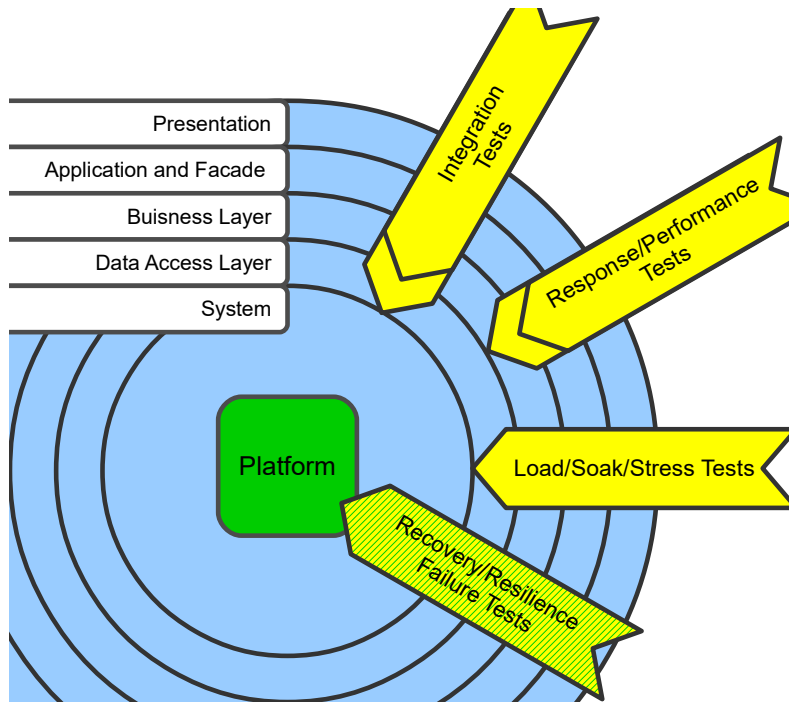 Presentation
Application and Facade
Buisness Layer
Data Access Layer
System
Platform
Integration
Tests
Response/Performance
Tests
Load/Soak/Stress Tests
Recovery/Resilience
Failure Tests